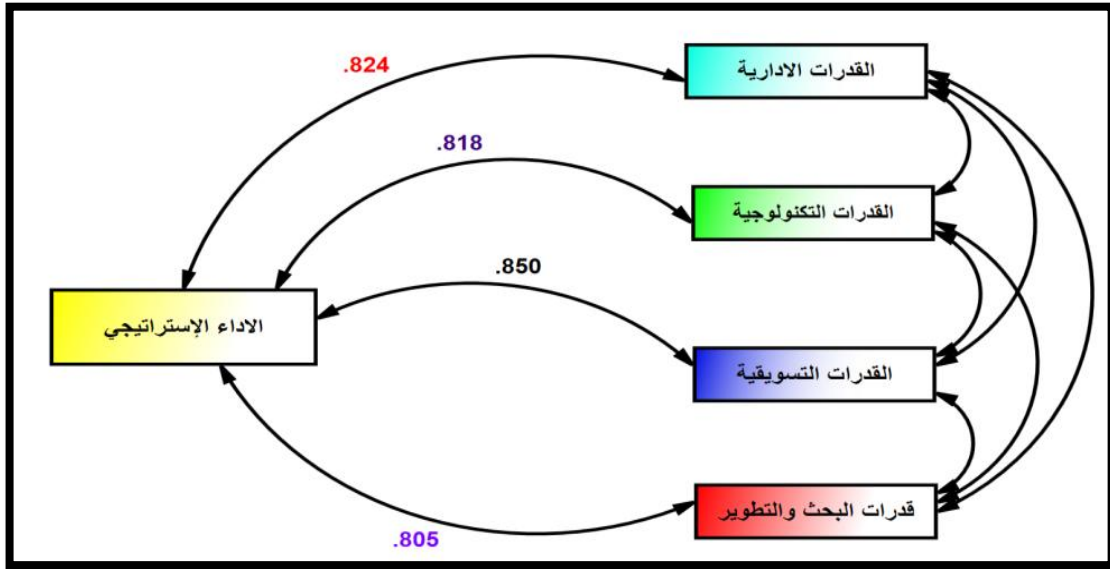 القدرات الادارية
.824
القدرات التكنولوجية
.818
الاداء الإستراتيجي
.850
القدرات التسويقية
قدرات البحث والتطوير
.805